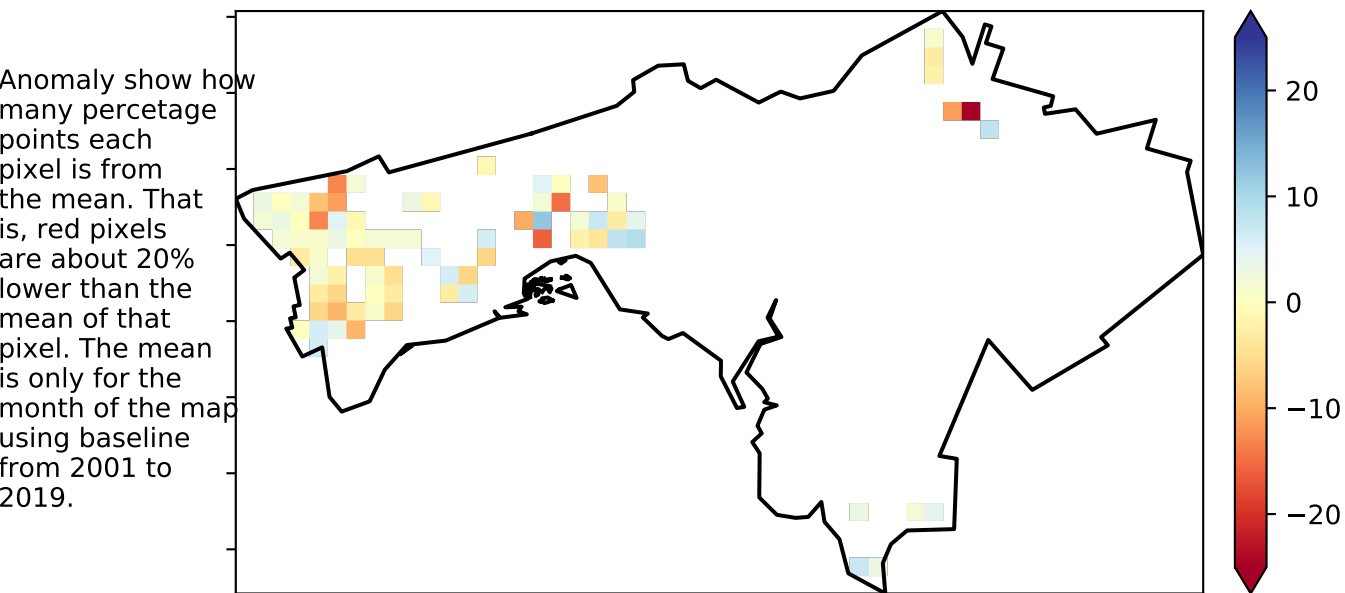 Anomaly show how
many percetage
points each
pixel is from
the mean. That
is, red pixels
are about 20%
lower than the
mean of that
pixel. The mean
is only for the
month of the map
using baseline
from 2001 to
2019.
20
10
0
−10
−20